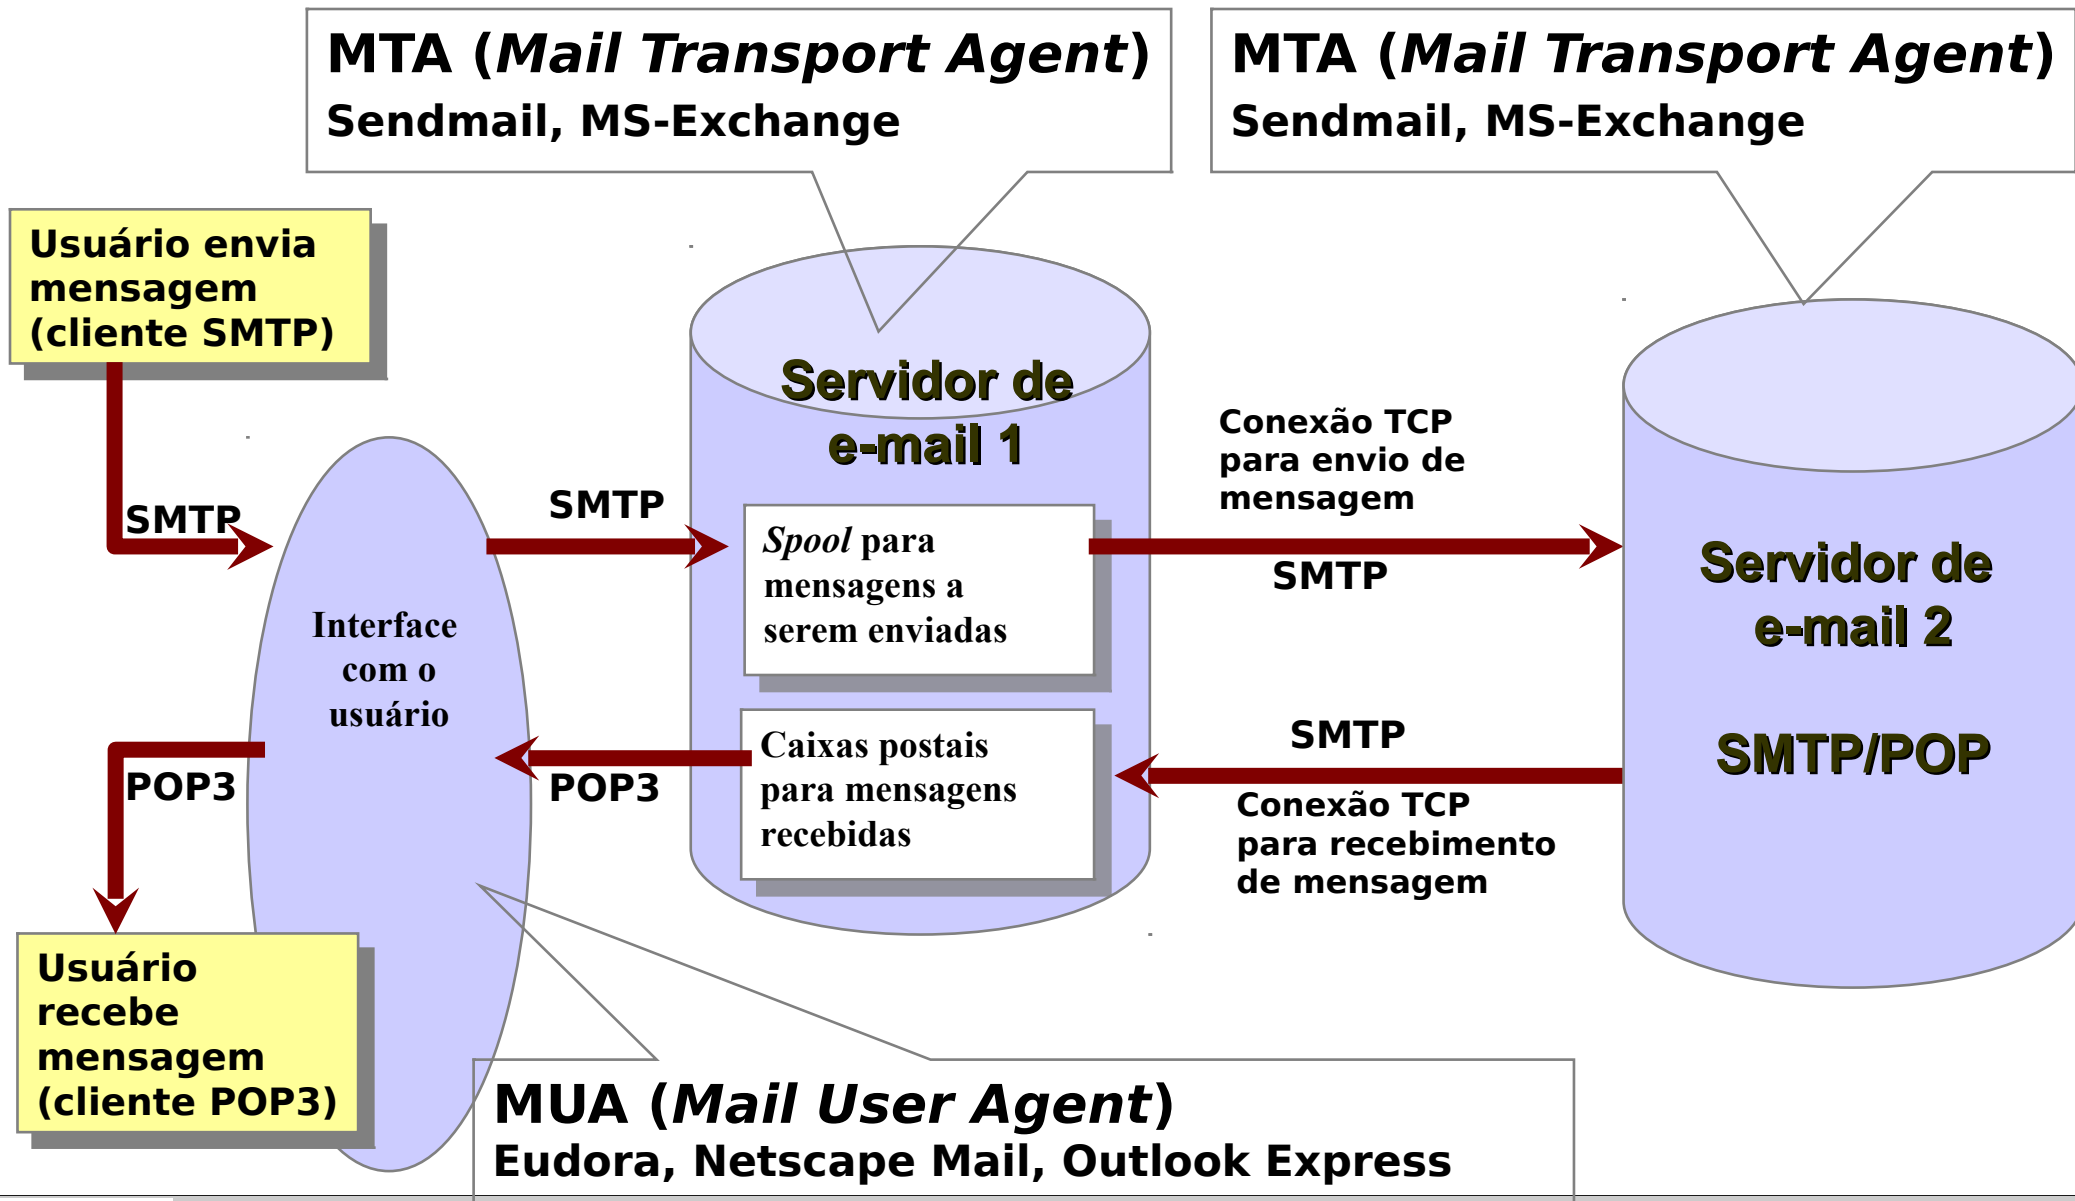 MTA (Mail Transport Agent)
Sendmail, MS-Exchange
MTA (Mail Transport Agent)
Sendmail, MS-Exchange
Usuário envia
mensagem
(cliente SMTP)
SMTP
Interface
com o
usuário
SMTP
Servidor de
e-mail 1
Spool para
mensagens a
serem enviadas
Conexão TCP
para envio de
mensagem
SMTP
Servidor de
e-mail 2
SMTP/POP
POP3
POP3
Caixas postais
para mensagens
recebidas
SMTP
Conexão TCP
para recebimento
de mensagem
Usuário
recebe
mensagem
(cliente POP3)
MUA (Mail User Agent)
Eudora, Netscape Mail, Outlook Express